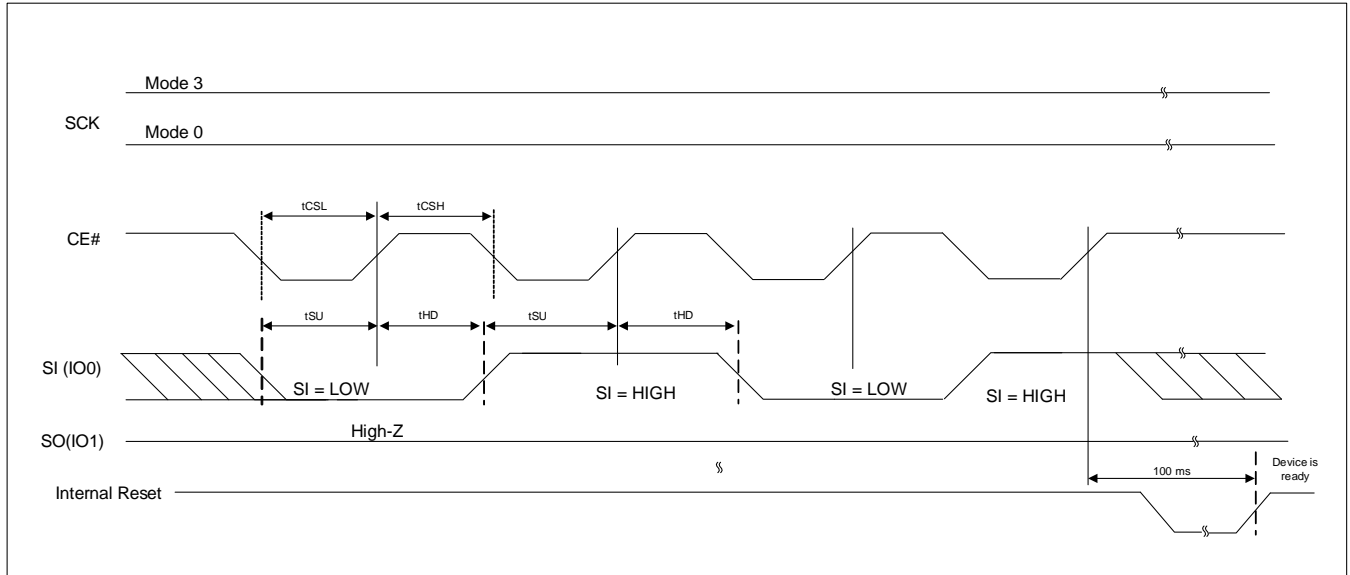 Mode 3
SCK
Mode 0
tCSL
tCSH
CE#
tSU
tHD
tSU
tHD
SI (IO0)
SI = LOW
SI = HIGH
SI = LOW
SI = HIGH
High-Z
SO(IO1)
100 ms
Device is
ready
Internal Reset